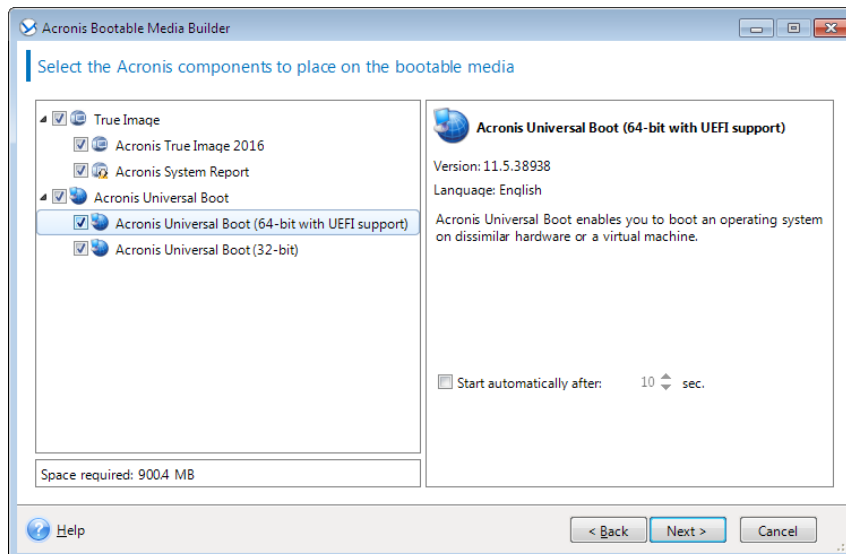 Acronis Bootable Media Builder
Select the Acronis components to place on the bootable media
True Image
Acronis True Image 2016
Acronis System Report
Acronis Universal Boot
Acronis Universal Boot (64-bit with UEFI support)
Acronis Universal Boot (32-bit)
Space required: 900.4 MB
Acronis Universal Boot (64-bit with UEFI support)
Version: 11.5.38938
Language: English
Acronis Universal Boot enables you to boot an operating system
on dissimilar hardware or a virtual machine.
Start automatically after: 10 sec.
Help
< Back
Next >
Cancel